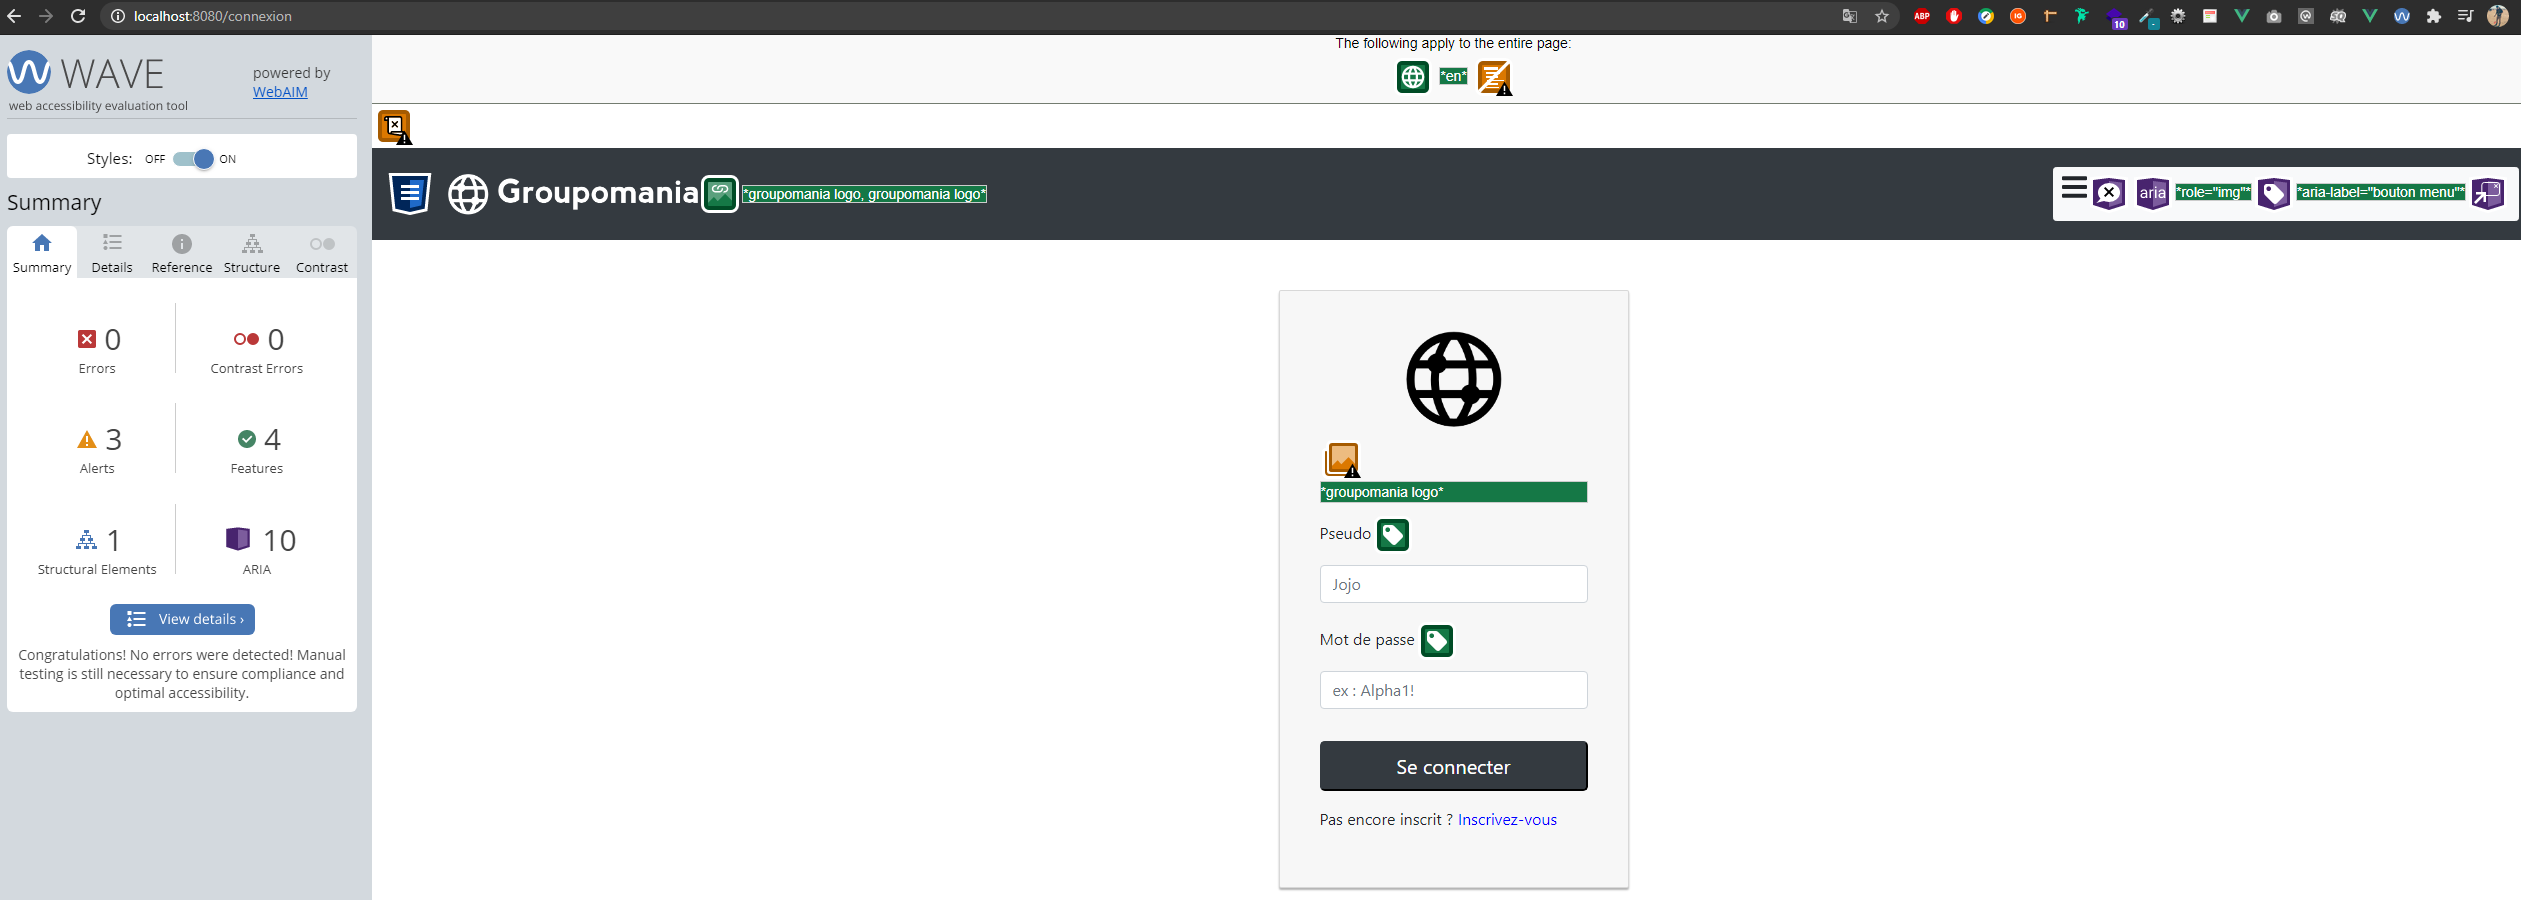 localhost:8080/connexion
ABP
IG
10
SQ
WAVE
powered by
WebAIM
web accessibility evaluation tool
Styles: OFF ON
Summary
Summary Details Reference Structure Contrast
0
Errors
0
Contrast Errors
3
Alerts
4
Features
1
Structural Elements
10
ARIA
View details ›
Congratulations! No errors were detected! Manual
testing is still necessary to ensure compliance and
optimal accessibility.
The following apply to the entire page:
*en*
Groupomania
*groupomania logo, groupomania logo*
aria
*role="img"*
*aria-label="bouton menu"*
*groupomania logo*
Pseudo
Jojo
Mot de passe
ex : Alpha1!
Se connecter
Pas encore inscrit ? Inscrivez-vous